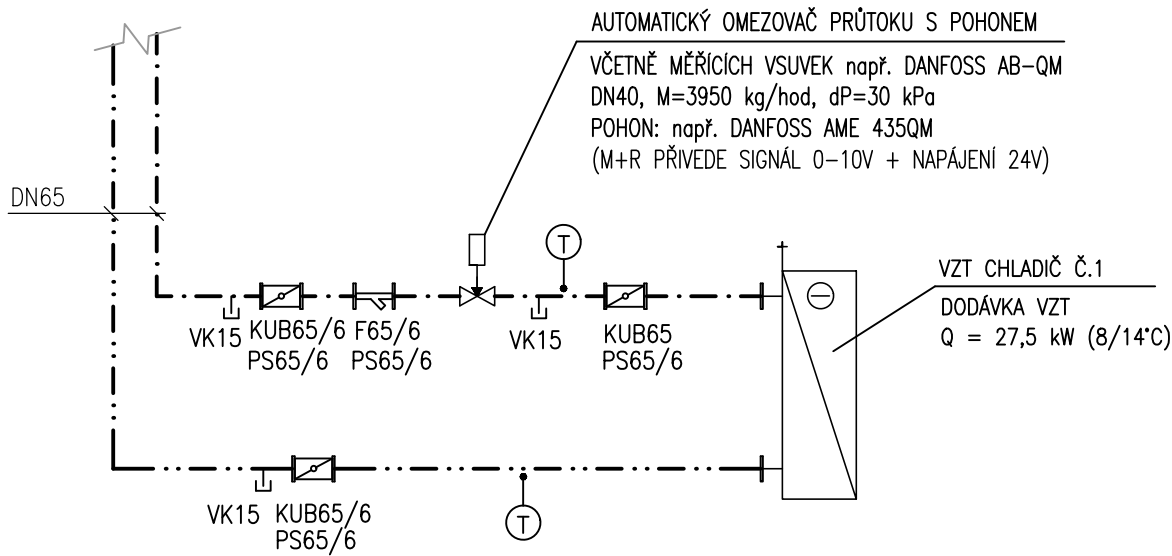 AUTOMATICKÝ OMEZOVAČ PRŮTOKU S POHONEM
VČETNĚ MĚŘÍCÍCH VSUVEK např. DANFOSS AB-QM
DN40, M=3950 kg/hod, dP=30 kPa
POHON: např. DANFOSS AME 435QM
(M+R PŘIVEDE SIGNÁL 0-10V + NAPÁJENÍ 24V)
DN65
T
VZT CHLADIČ Č.1
DODÁVKA VZT
Q = 27,5 kW (8/14°C)
VK15
KUB65/6
PS65/6
F65/6
PS65/6
VK15
KUB65
PS65/6
VK15
KUB65/6
PS65/6
T